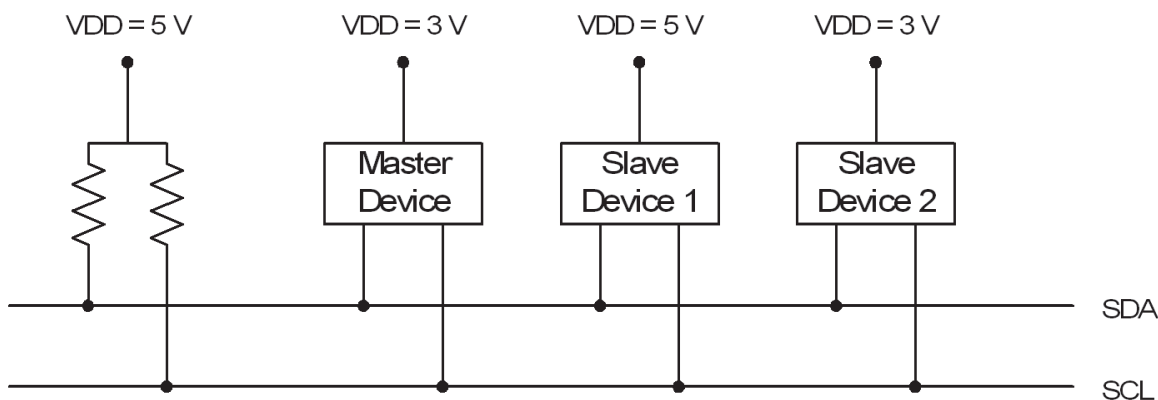 VDD = 5 V
VDD = 3 V
VDD = 5 V
VDD = 3 V
Master
Device
Slave
Device 1
Slave
Device 2
SDA
SCL